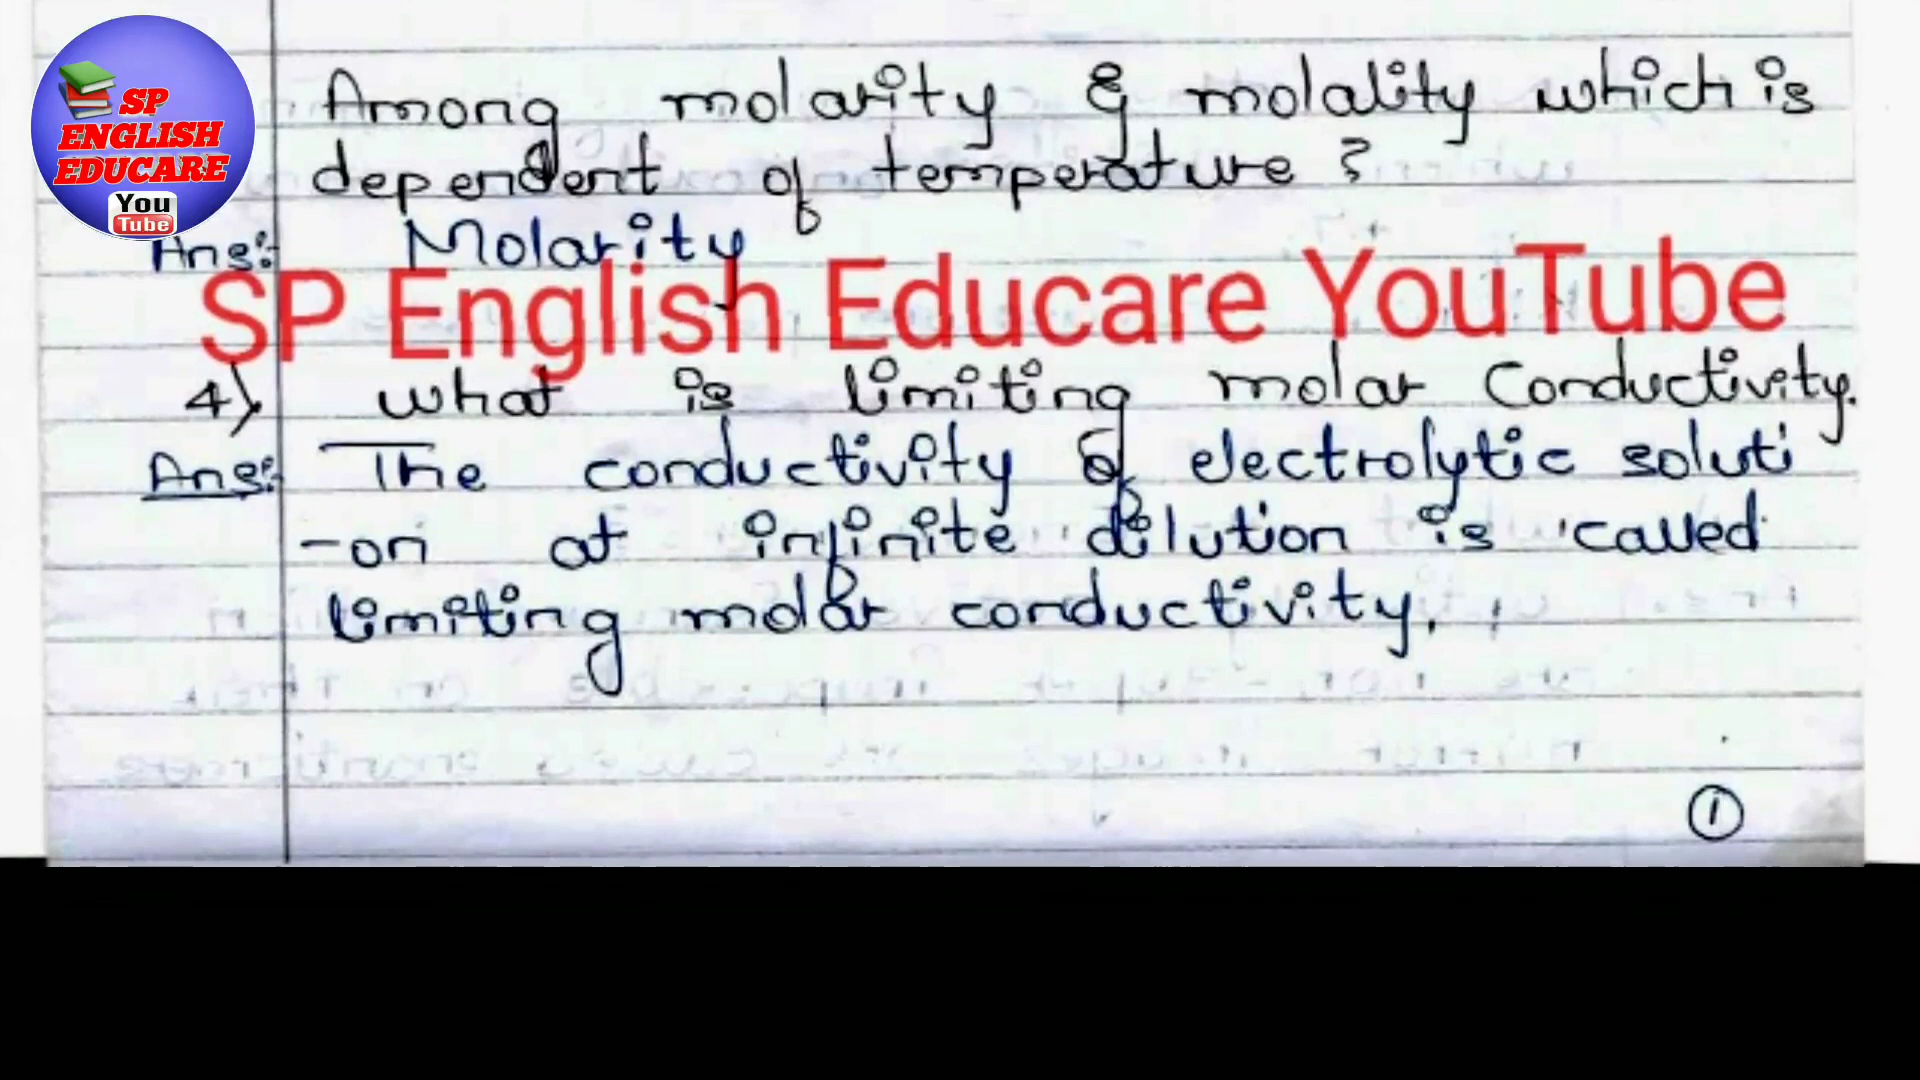 SP
ENGLISH
EDUCARE
You
Tube
Among molarity & molality which is
dependent of temperature ?
Ans:- Molarity
SP English Educare YouTube
4) What is limiting molar Conductivity.
Ans:- The conductivity of electrolytic soluti
-on at infinite dilution is called
limiting molar conductivity.
1